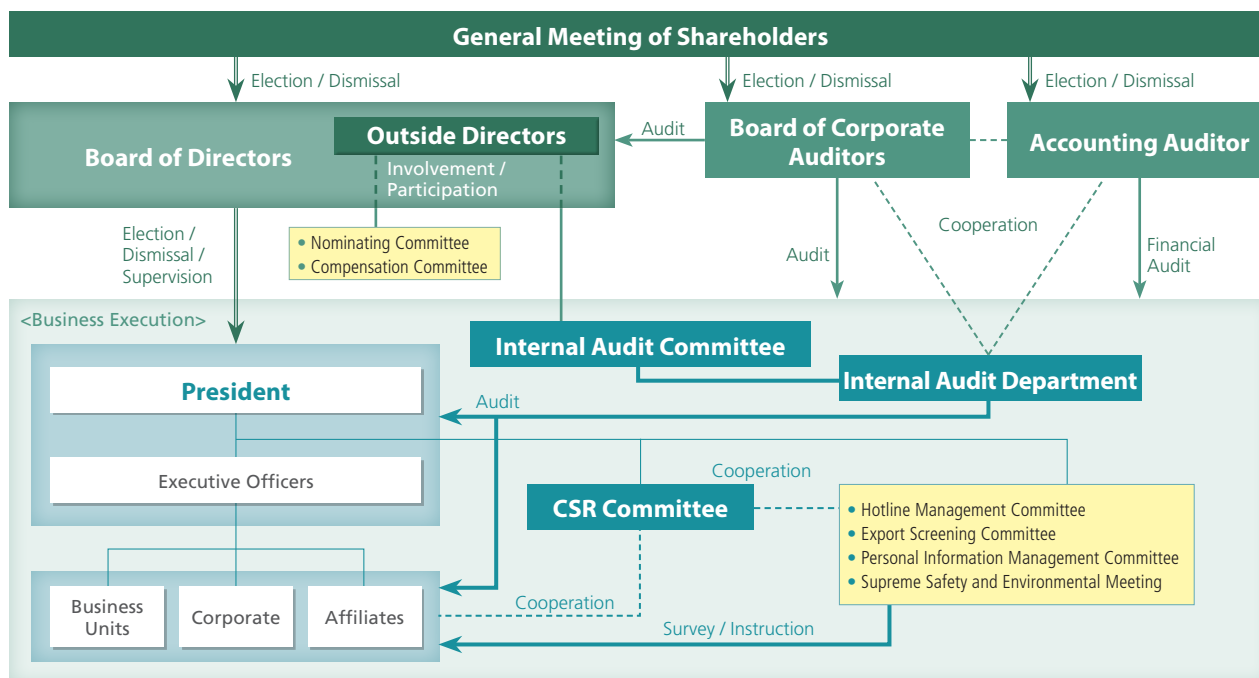 General Meeting of Shareholders
Election / Dismissal
Election / Dismissal
Election / Dismissal
Board of Directors
Outside Directors
Involvement /
Participation
Audit
Board of Corporate
Auditors
Accounting Auditor
Election /
Dismissal /
Supervision
• Nominating Committee
• Compensation Committee
Audit
Cooperation
Financial
Audit
<Business Execution>
Internal Audit Committee
Internal Audit Department
President
Audit
Executive Officers
Cooperation
CSR Committee
• Hotline Management Committee
• Export Screening Committee
• Personal Information Management Committee
• Supreme Safety and Environmental Meeting
Business
Units
Corporate
Affiliates
Cooperation
Survey / Instruction